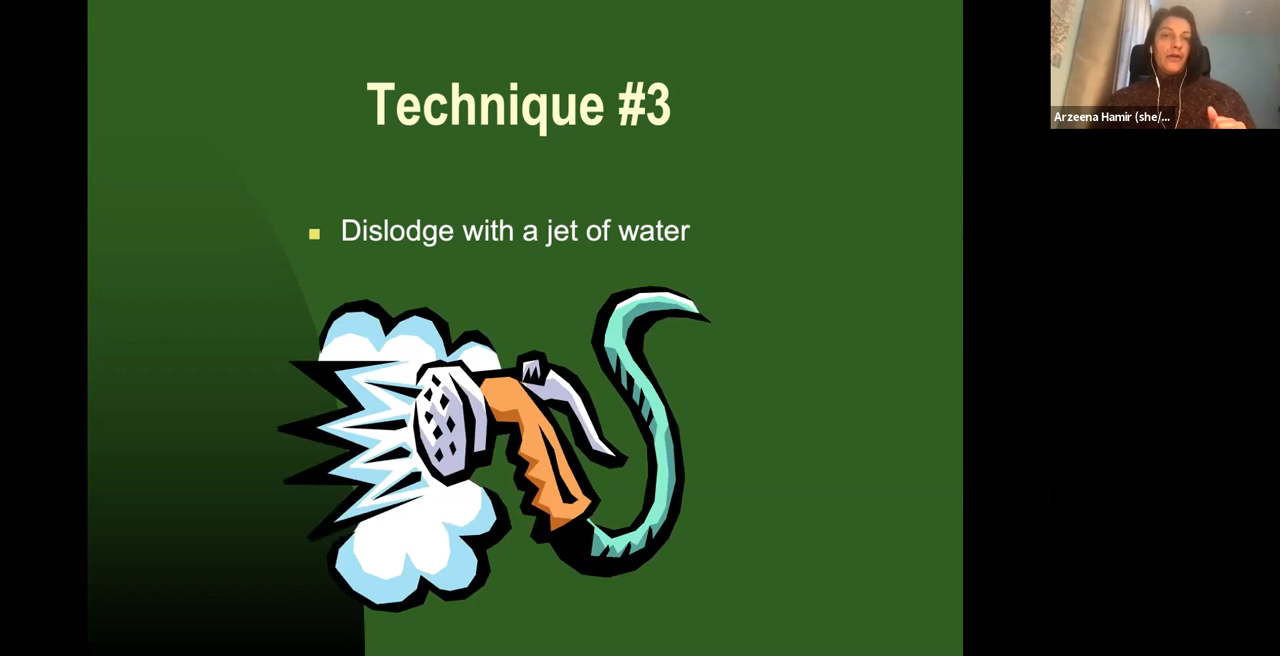 Technique #3
Dislodge with a jet of water
Arzeena Hamir (she/...